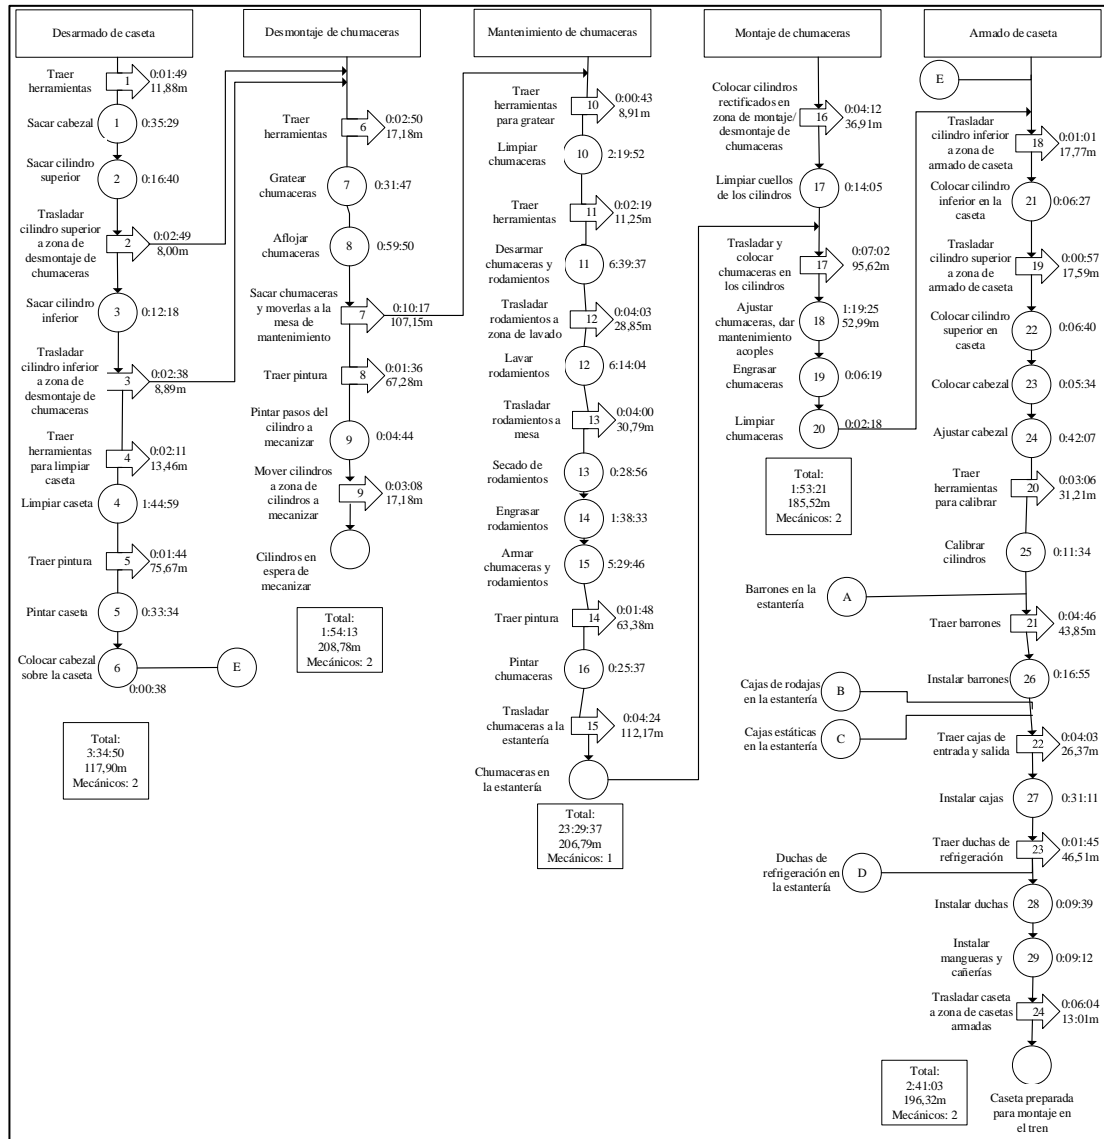 Desarmado de caseta
Traer
herramientas
1
0:01:49
11,88m
Sacar cabezal
1
0:35:29
Sacar cilindro
superior
2
0:16:40
Trasladar
cilindro superior
a zona de
desmontaje de
chumaceras
2
0:02:49
8,00m
Sacar cilindro
inferior
3
0:12:18
Trasladar
cilindro inferior
a zona de
desmontaje de
chumaceras
3
0:02:38
8,89m
Traer
herramientas
para limpiar
caseta
4
0:02:11
13,46m
Limpiar caseta
4
1:44:59
Traer pintura
5
0:01:44
75,67m
Pintar caseta
5
0:33:34
Colocar cabezal
sobre la caseta
6
0:00:38
E
Total:
3:34:50
117,90m
Mecánicos: 2
Desmontaje de chumaceras
Traer
herramientas
6
0:02:50
17,18m
Gratear
chumaceras
7
0:31:47
Aflojar
chumaceras
8
0:59:50
Sacar chumaceras
y moverlas a la
mesa de
mantenimiento
7
0:10:17
107,15m
Traer pintura
8
0:01:36
67,28m
Pintar pasos del
cilindro a
mecanizar
9
0:04:44
Mover cilindros
a zona de
cilindros a
mecanizar
9
0:03:08
17,18m
Cilindros en
espera de
mecanizar
Total:
1:54:13
208,78m
Mecánicos: 2
Mantenimiento de chumaceras
Traer
herramientas
para gratear
10
0:00:43
8,91m
Limpiar
chumaceras
10
2:19:52
Traer
herramientas
11
0:02:19
11,25m
Desarmar
chumaceras y
rodamientos
11
6:39:37
Trasladar
rodamientos a
zona de lavado
12
0:04:03
28,85m
Lavar
rodamientos
12
6:14:04
Trasladar
rodamientos a
mesa
13
0:04:00
30,79m
Secado de
rodamientos
13
0:28:56
Engrasar
rodamientos
14
1:38:33
Armar
chumaceras y
rodamientos
15
5:29:46
Traer pintura
14
0:01:48
63,38m
Pintar
chumaceras
16
0:25:37
Trasladar
chumaceras a la
estantería
15
0:04:24
112,17m
Chumaceras en
la estantería
Total:
23:29:37
206,79m
Mecánicos: 1
Montaje de chumaceras
Colocar cilindros
rectificados en
zona de montaje/
desmontaje de
chumaceras
16
0:04:12
36,91m
Limpiar cuellos
de los cilindros
17
0:14:05
Trasladar y
colocar
chumaceras en
los cilindros
17
0:07:02
95,62m
Ajustar
chumaceras, dar
mantenimiento
acoples
18
1:19:25
52,99m
Engrasar
chumaceras
19
0:06:19
Limpiar
chumaceras
20
0:02:18
Total:
1:53:21
185,52m
Mecánicos: 2
Armado de caseta
E
Trasladar
cilindro inferior
a zona de
armado de caseta
18
0:01:01
17,77m
Colocar cilindro
inferior en la
caseta
21
0:06:27
Trasladar
cilindro superior
a zona de
armado de caseta
19
0:00:57
17,59m
Colocar cilindro
superior en
caseta
22
0:06:40
Colocar cabezal
23
0:05:34
Ajustar cabezal
24
0:42:07
Traer
herramientas
para calibrar
20
0:03:06
31,21m
Calibrar
cilindros
25
0:11:34
Barrones en la
estantería
A
Traer barrones
21
0:04:46
43,85m
Instalar barrones
26
0:16:55
Cajas de rodajas
en la estantería
B
Cajas estáticas
en la estantería
C
Traer cajas de
entrada y salida
22
0:04:03
26,37m
Instalar cajas
27
0:31:11
Traer duchas de
refrigeración
23
0:01:45
46,51m
Duchas de
refrigeración en
la estantería
D
Instalar duchas
28
0:09:39
Instalar
mangueras y
cañerías
29
0:09:12
Trasladar caseta
a zona de casetas
armadas
24
0:06:04
13:01m
Total:
2:41:03
196,32m
Mecánicos: 2
Caseta preparada
para montaje en
el tren